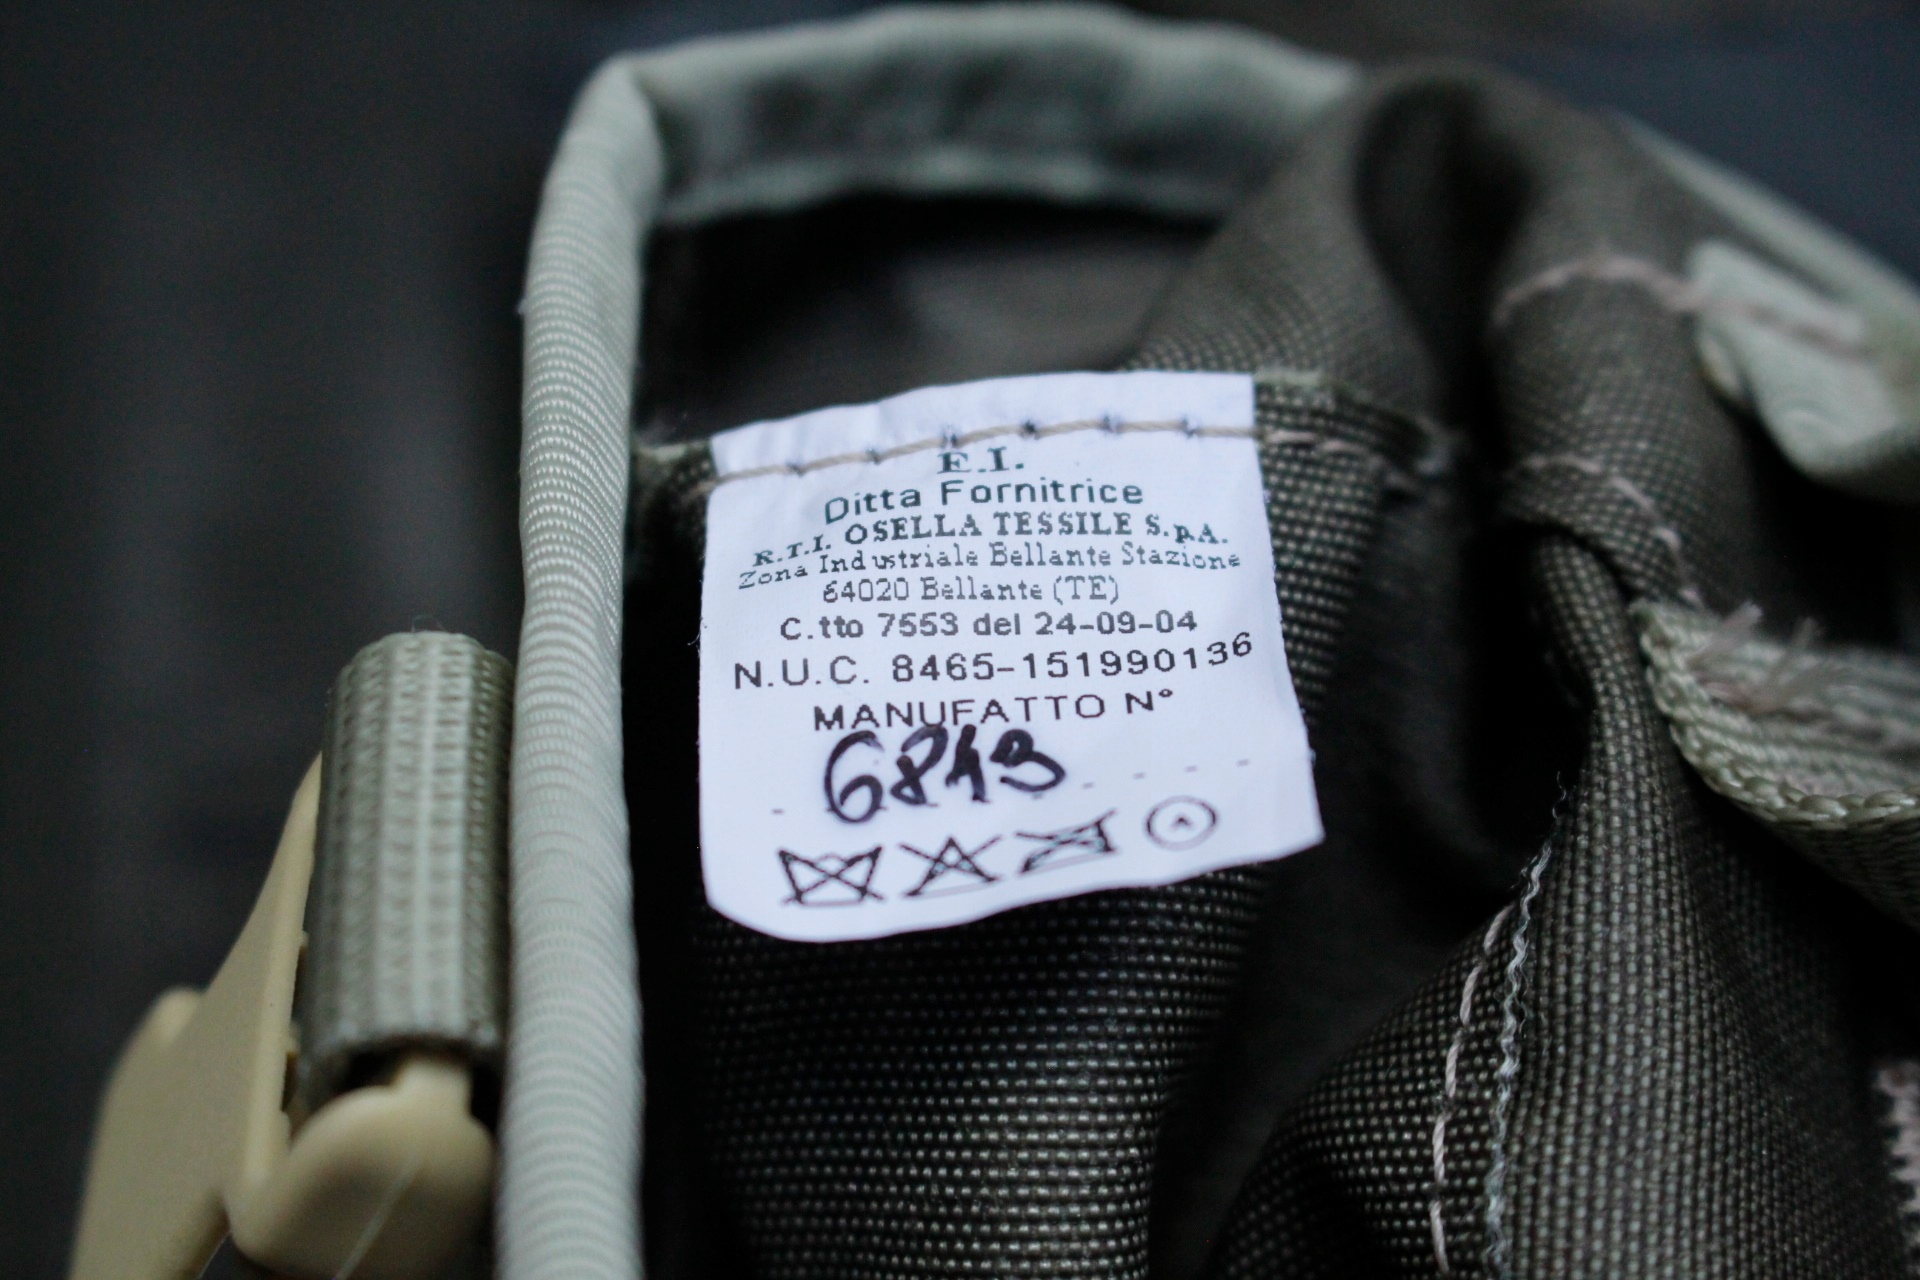 E.I.
Ditta Fornitrice
R.T.I. OSELLA TESSILE S.p.A.
Zona Industriale Bellante Stazione
64020 Bellante (TE)
C.tto 7553 del 24-09-04
N.U.C. 8465-151990136
MANUFATTO N°
6813
A